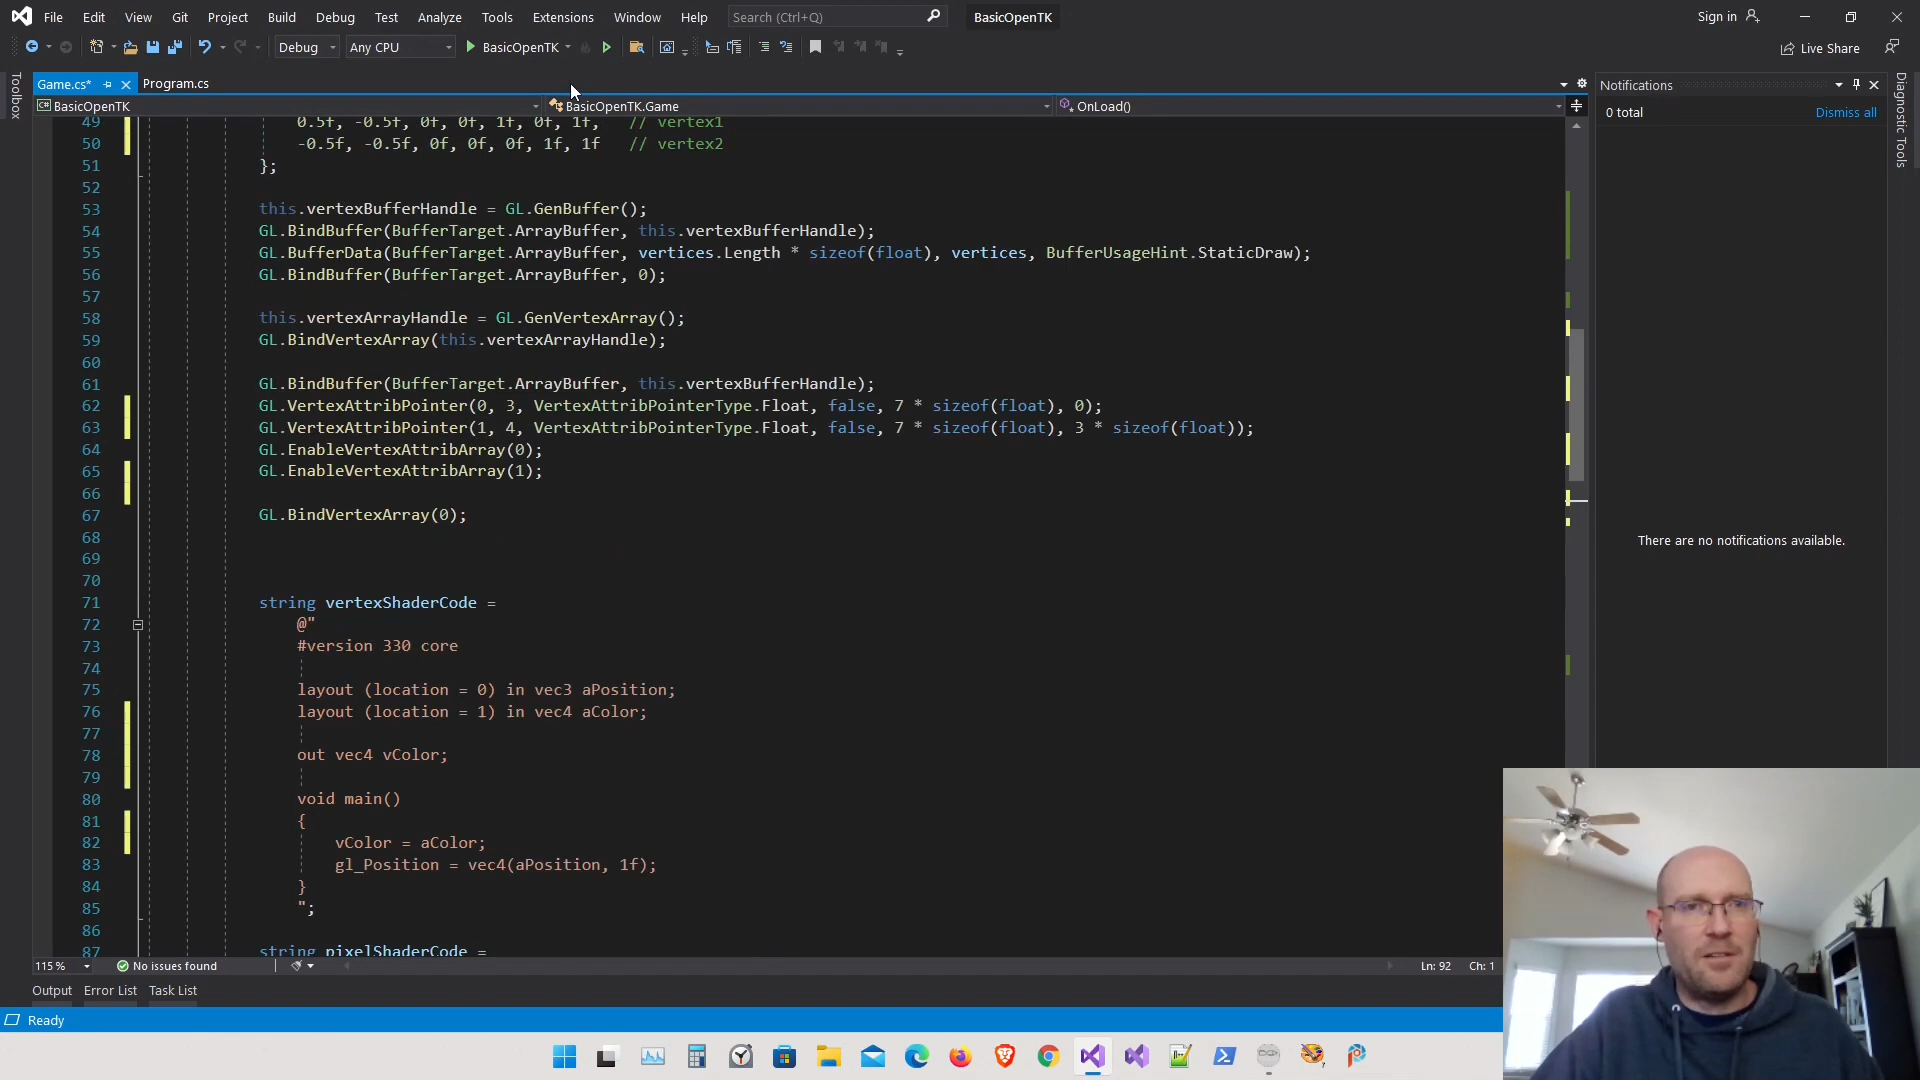 File Edit View Git Project Build Debug Test Analyze Tools Extensions Window Help Search (Ctrl+Q) BasicOpenTK Sign in
Debug Any CPU BasicOpenTK Live Share
Toolbox
Game.cs* Program.cs
BasicOpenTK BasicOpenTK.Game OnLoad()
49 0.5f, -0.5f, 0f, 0f, 1f, 0f, 1f, // vertex1
50 -0.5f, -0.5f, 0f, 0f, 0f, 1f, 1f // vertex2
51 };
52
53 this.vertexBufferHandle = GL.GenBuffer();
54 GL.BindBuffer(BufferTarget.ArrayBuffer, this.vertexBufferHandle);
55 GL.BufferData(BufferTarget.ArrayBuffer, vertices.Length * sizeof(float), vertices, BufferUsageHint.StaticDraw);
56 GL.BindBuffer(BufferTarget.ArrayBuffer, 0);
57
58 this.vertexArrayHandle = GL.GenVertexArray();
59 GL.BindVertexArray(this.vertexArrayHandle);
60
61 GL.BindBuffer(BufferTarget.ArrayBuffer, this.vertexBufferHandle);
62 GL.VertexAttribPointer(0, 3, VertexAttribPointerType.Float, false, 7 * sizeof(float), 0);
63 GL.VertexAttribPointer(1, 4, VertexAttribPointerType.Float, false, 7 * sizeof(float), 3 * sizeof(float));
64 GL.EnableVertexAttribArray(0);
65 GL.EnableVertexAttribArray(1);
66
67 GL.BindVertexArray(0);
68
69
70
71 string vertexShaderCode =
72 @"
73 #version 330 core
74
75 layout (location = 0) in vec3 aPosition;
76 layout (location = 1) in vec4 aColor;
77
78 out vec4 vColor;
79
80 void main()
81 {
82 vColor = aColor;
83 gl_Position = vec4(aPosition, 1f);
84 }
85 ";
86
87 string pixelShaderCode =
115 % No issues found Ln: 92 Ch: 1
Output Error List Task List
Ready
Notifications
0 total Dismiss all
There are no notifications available.
Diagnostic Tools